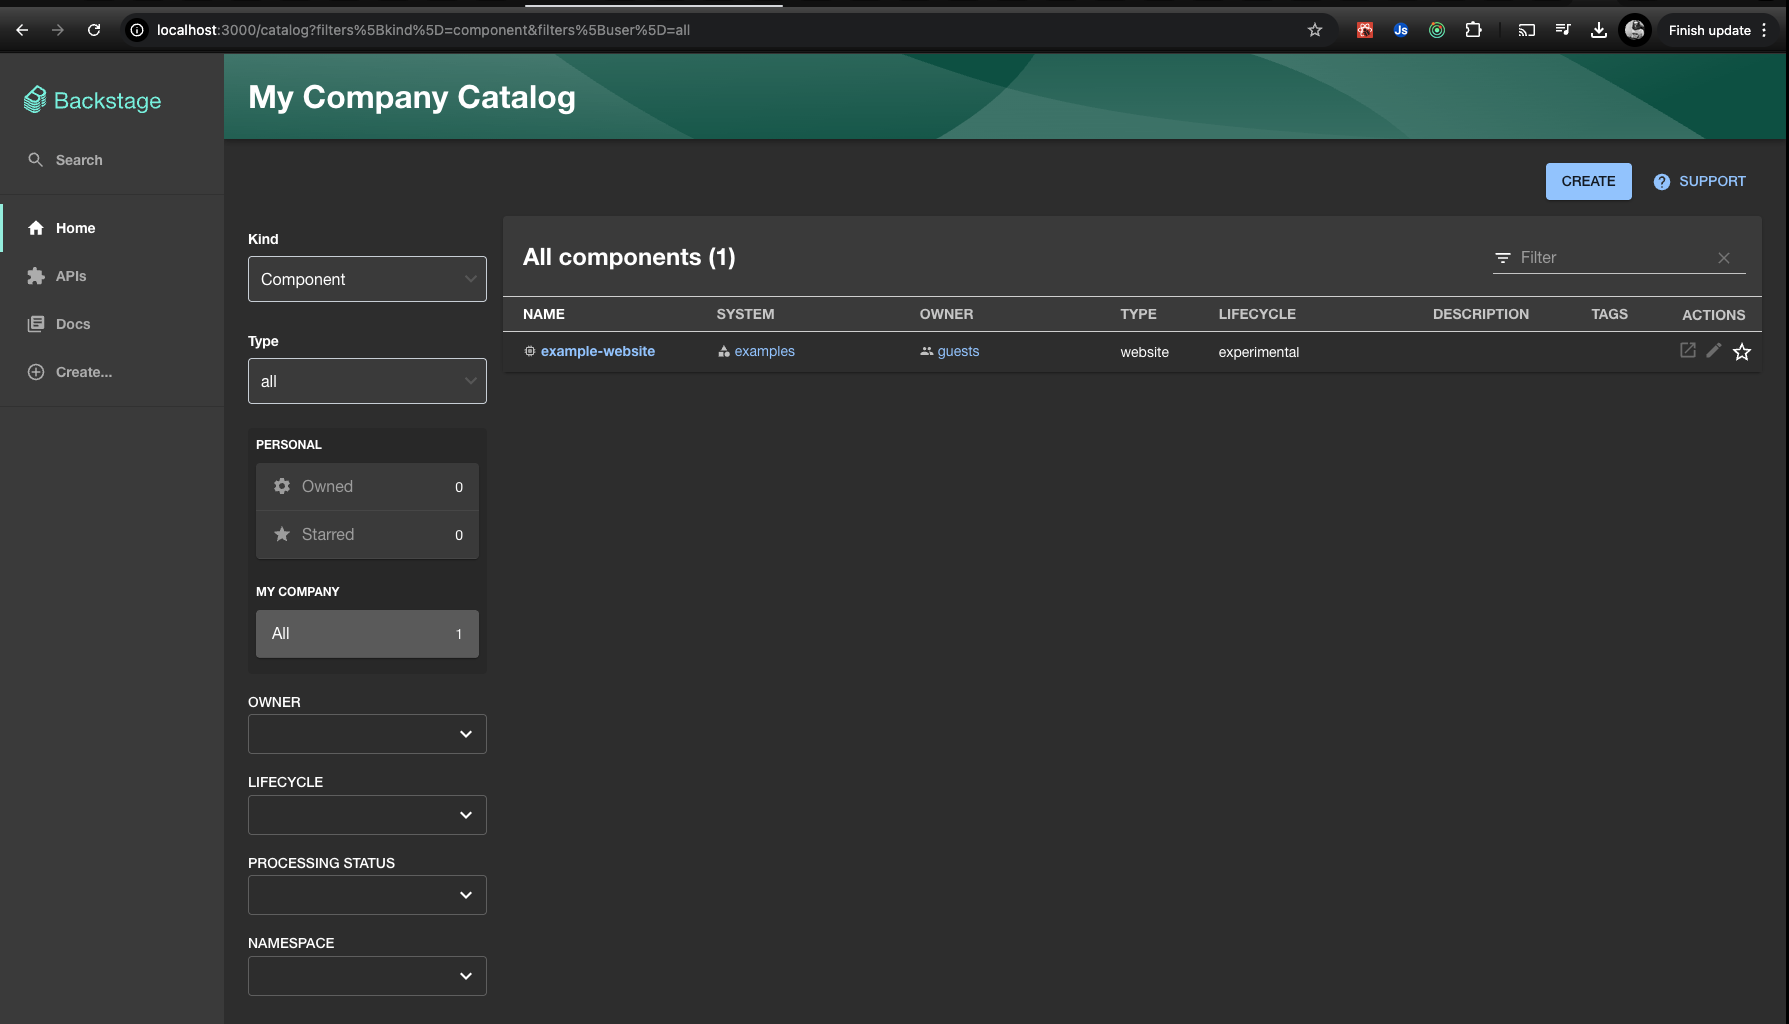 localhost:3000/catalog?filters%5Bkind%5D=component&filters%5Buser%5D=all
Js
Finish update
Backstage
Search
Home
APIs
Docs
Create...
My Company Catalog
CREATE
? SUPPORT
Kind
Component
Type
all
PERSONAL
Owned 0
Starred 0
MY COMPANY
All 1
OWNER
LIFECYCLE
PROCESSING STATUS
NAMESPACE
All components (1)
Filter
NAME SYSTEM OWNER TYPE LIFECYCLE DESCRIPTION TAGS ACTIONS
example-website examples guests website experimental